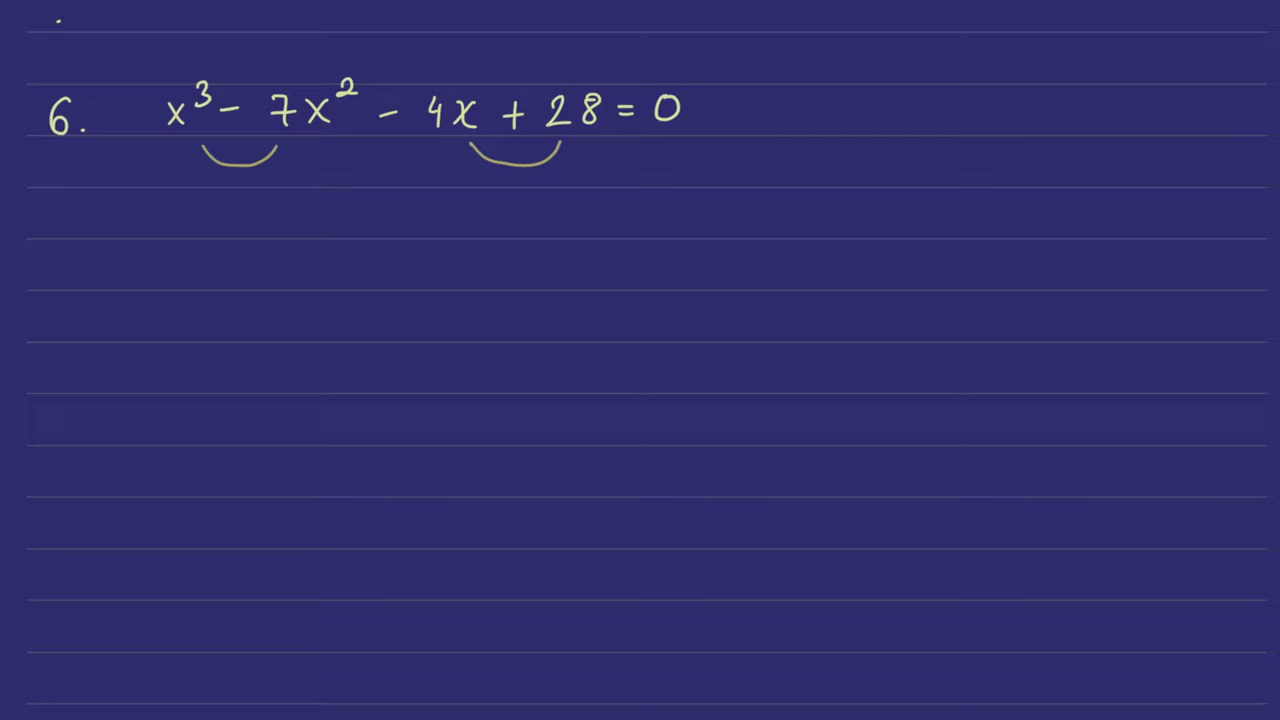 6. x³ - 7x² - 4x + 28 = 0